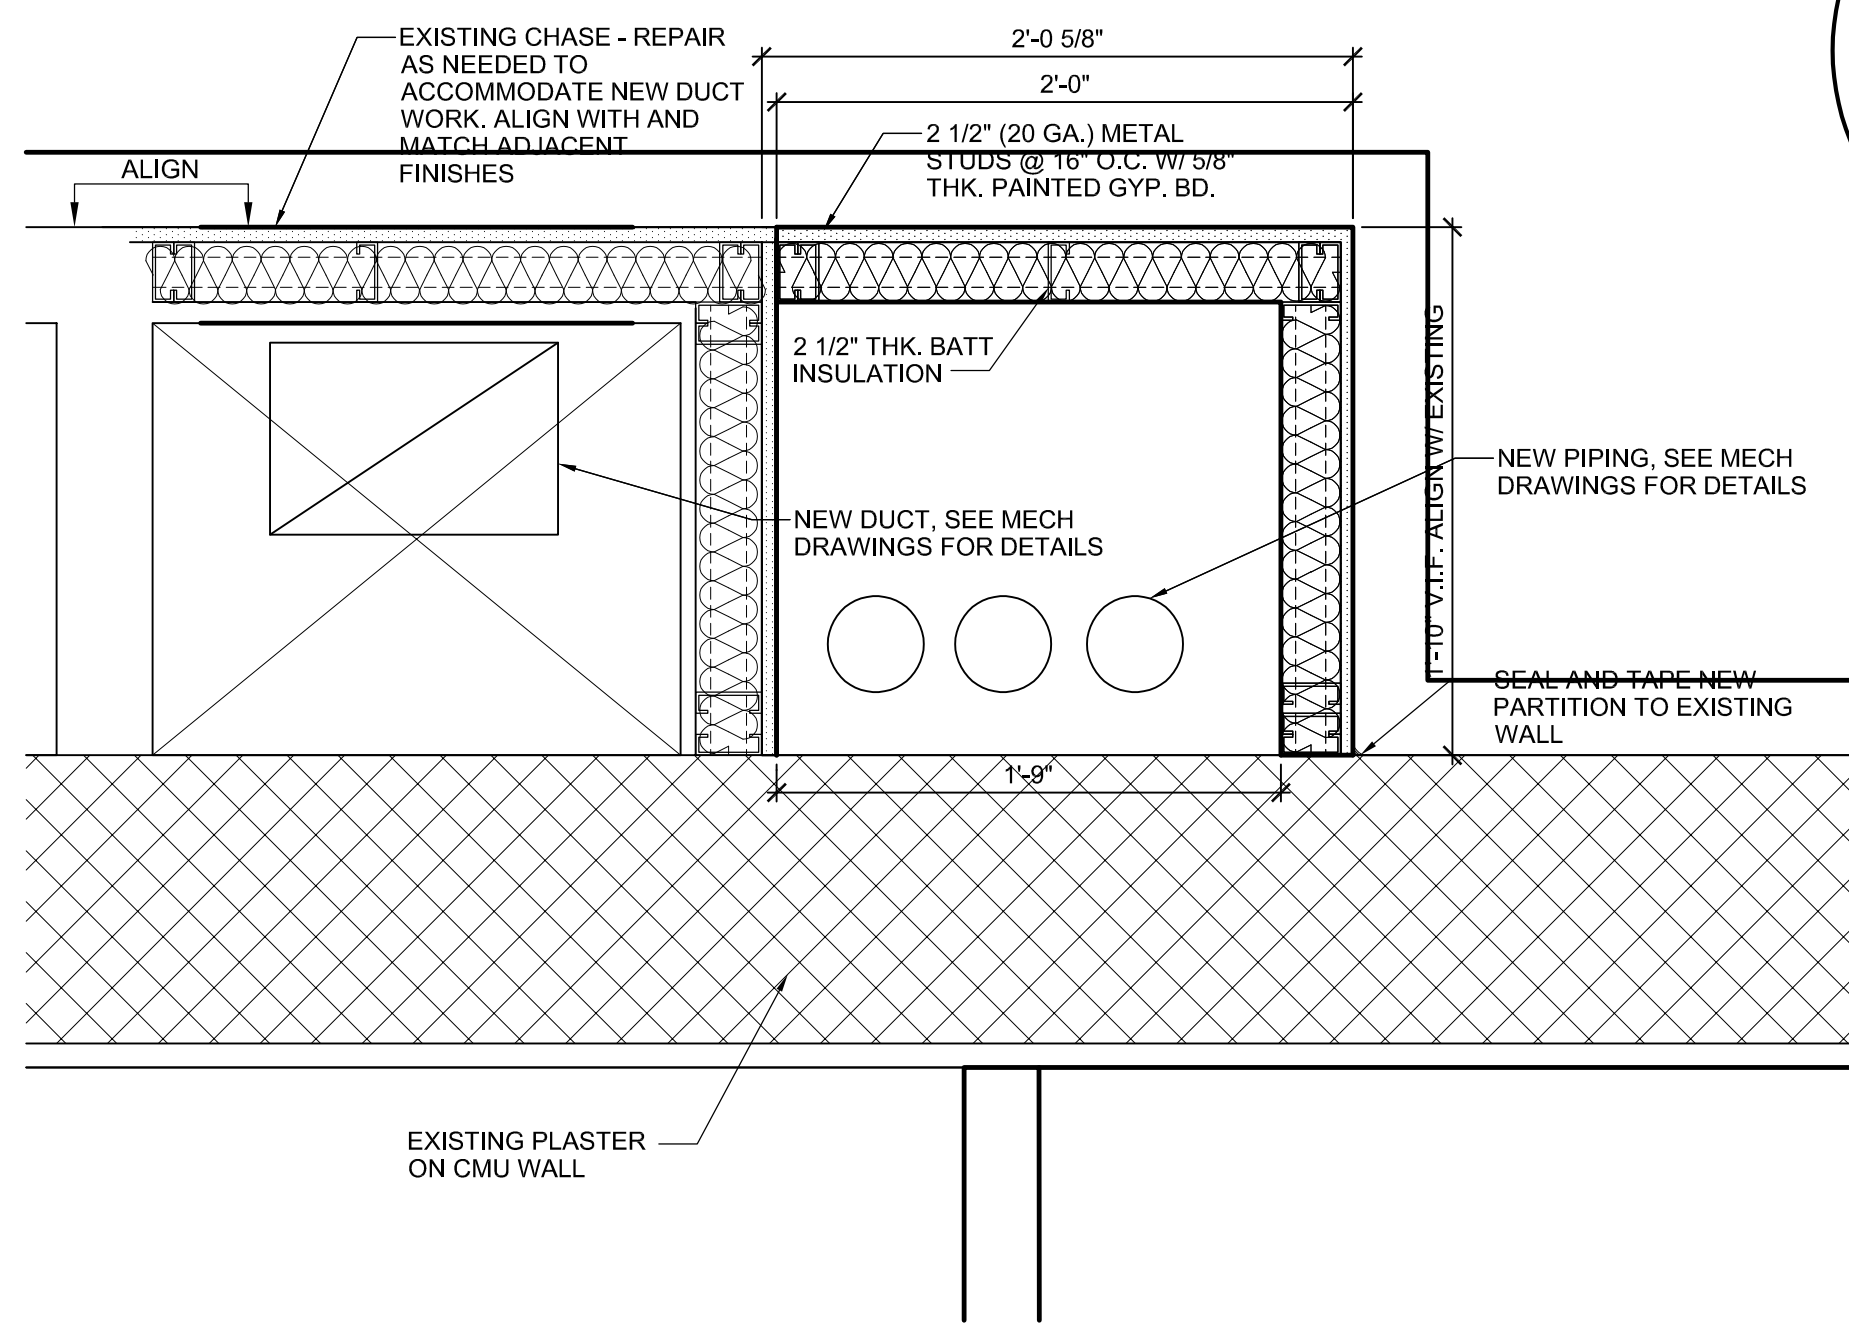 EXISTING CHASE - REPAIR
AS NEEDED TO
ACCOMMODATE NEW DUCT
WORK. ALIGN WITH AND
MATCH ADJACENT
FINISHES
2'-0 5/8"
2'-0"
2 1/2" (20 GA.) METAL
STUDS @ 16" O.C. W/ 5/8"
THK. PAINTED GYP. BD.
ALIGN
2 1/2" THK. BATT
INSULATION
1'-10" V.I.F. ALIGN W/ EXISTING
NEW PIPING, SEE MECH
DRAWINGS FOR DETAILS
NEW DUCT, SEE MECH
DRAWINGS FOR DETAILS
SEAL AND TAPE NEW
PARTITION TO EXISTING
WALL
1'-9"
EXISTING PLASTER
ON CMU WALL